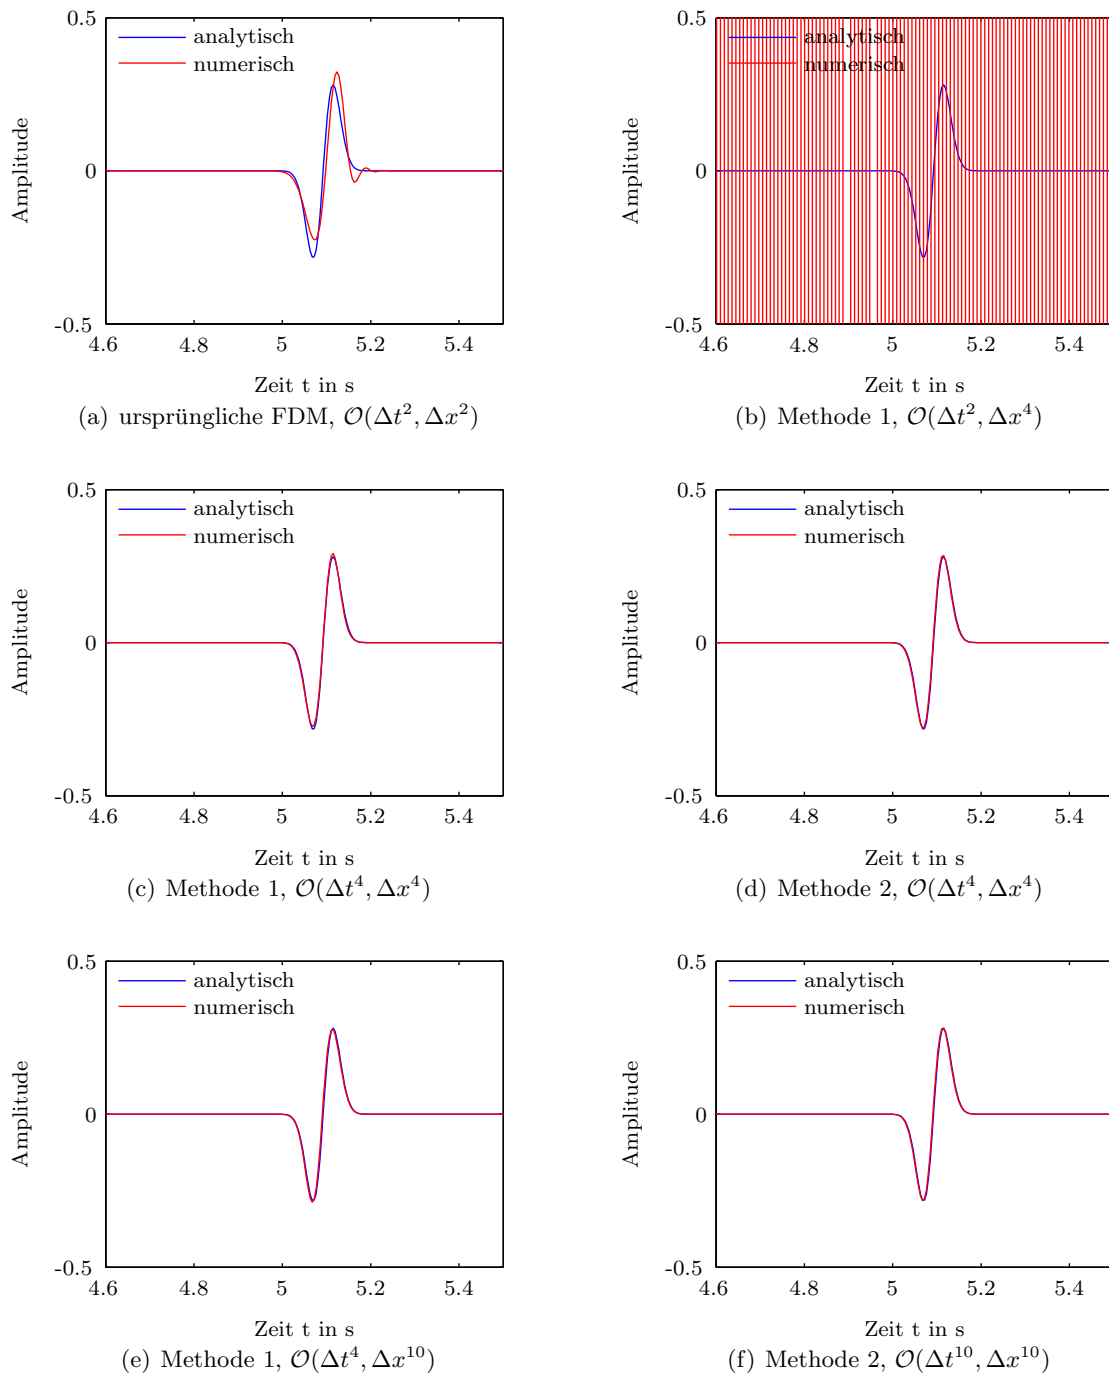 0.5
analytisch
numerisch
Amplitude
0
-0.5
4.6 4.8 5 5.2 5.4
Zeit t in s
(a) ursprüngliche FDM, 𝒪(Δt², Δx²)
0.5
analytisch
numerisch
Amplitude
0
-0.5
4.6 4.8 5 5.2 5.4
Zeit t in s
(b) Methode 1, 𝒪(Δt², Δx⁴)
0.5
analytisch
numerisch
Amplitude
0
-0.5
4.6 4.8 5 5.2 5.4
Zeit t in s
(c) Methode 1, 𝒪(Δt⁴, Δx⁴)
0.5
analytisch
numerisch
Amplitude
0
-0.5
4.6 4.8 5 5.2 5.4
Zeit t in s
(d) Methode 2, 𝒪(Δt⁴, Δx⁴)
0.5
analytisch
numerisch
Amplitude
0
-0.5
4.6 4.8 5 5.2 5.4
Zeit t in s
(e) Methode 1, 𝒪(Δt⁴, Δx¹⁰)
0.5
analytisch
numerisch
Amplitude
0
-0.5
4.6 4.8 5 5.2 5.4
Zeit t in s
(f) Methode 2, 𝒪(Δt¹⁰, Δx¹⁰)